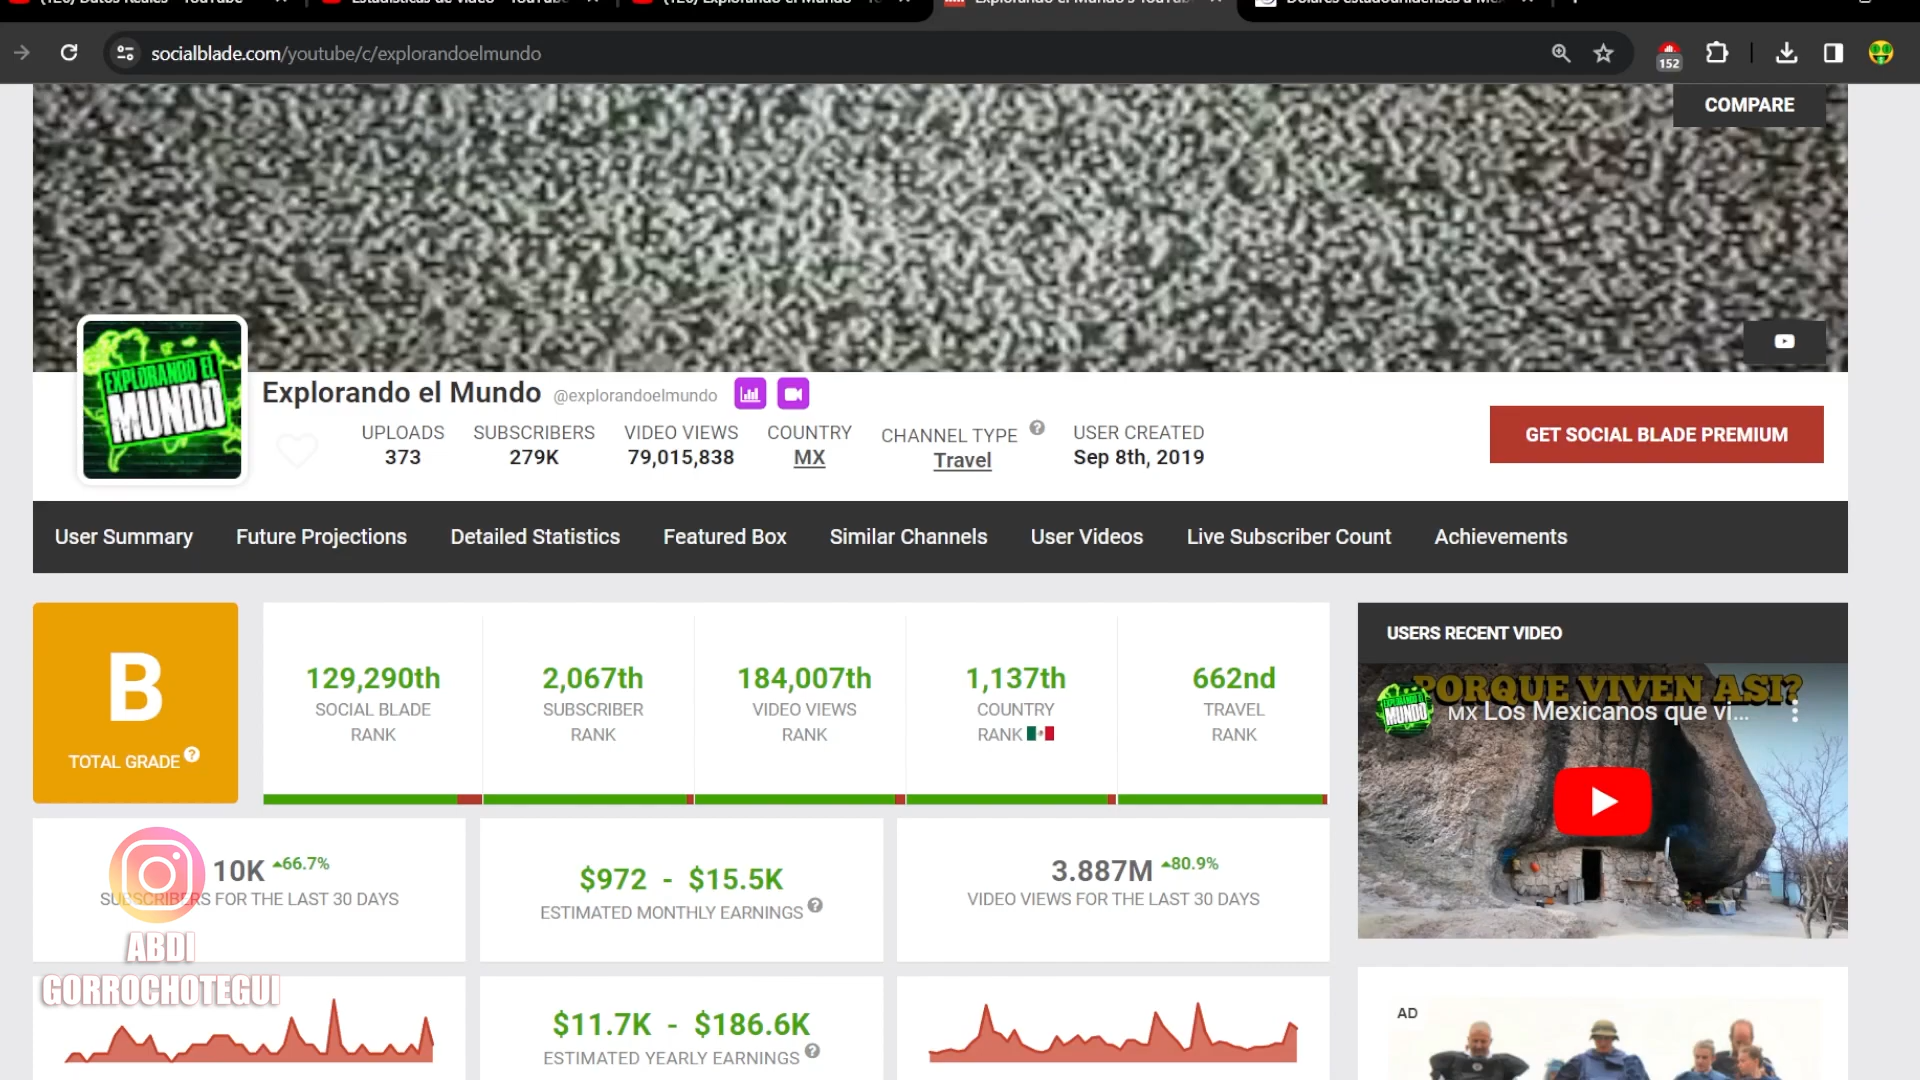 socialblade.com/youtube/c/explorandoelmundo
152
COMPARE
EXPLORANDO EL
MUNDO
Explorando el Mundo @explorandoelmundo
UPLOADS
373
SUBSCRIBERS
279K
VIDEO VIEWS
79,015,838
COUNTRY
MX
CHANNEL TYPE
Travel
USER CREATED
Sep 8th, 2019
GET SOCIAL BLADE PREMIUM
User Summary Future Projections Detailed Statistics Featured Box Similar Channels User Videos Live Subscriber Count Achievements
B
TOTAL GRADE
129,290th
SOCIAL BLADE
RANK
2,067th
SUBSCRIBER
RANK
184,007th
VIDEO VIEWS
RANK
1,137th
COUNTRY
RANK
662nd
TRAVEL
RANK
USERS RECENT VIDEO
PORQUE VIVEN ASI?
MX Los Mexicanos que vi...
10K 66.7%
SUBSCRIBERS FOR THE LAST 30 DAYS
$972 - $15.5K
ESTIMATED MONTHLY EARNINGS
3.887M 80.9%
VIDEO VIEWS FOR THE LAST 30 DAYS
ABDI
GORROCHOTEGUI
$11.7K - $186.6K
ESTIMATED YEARLY EARNINGS
AD